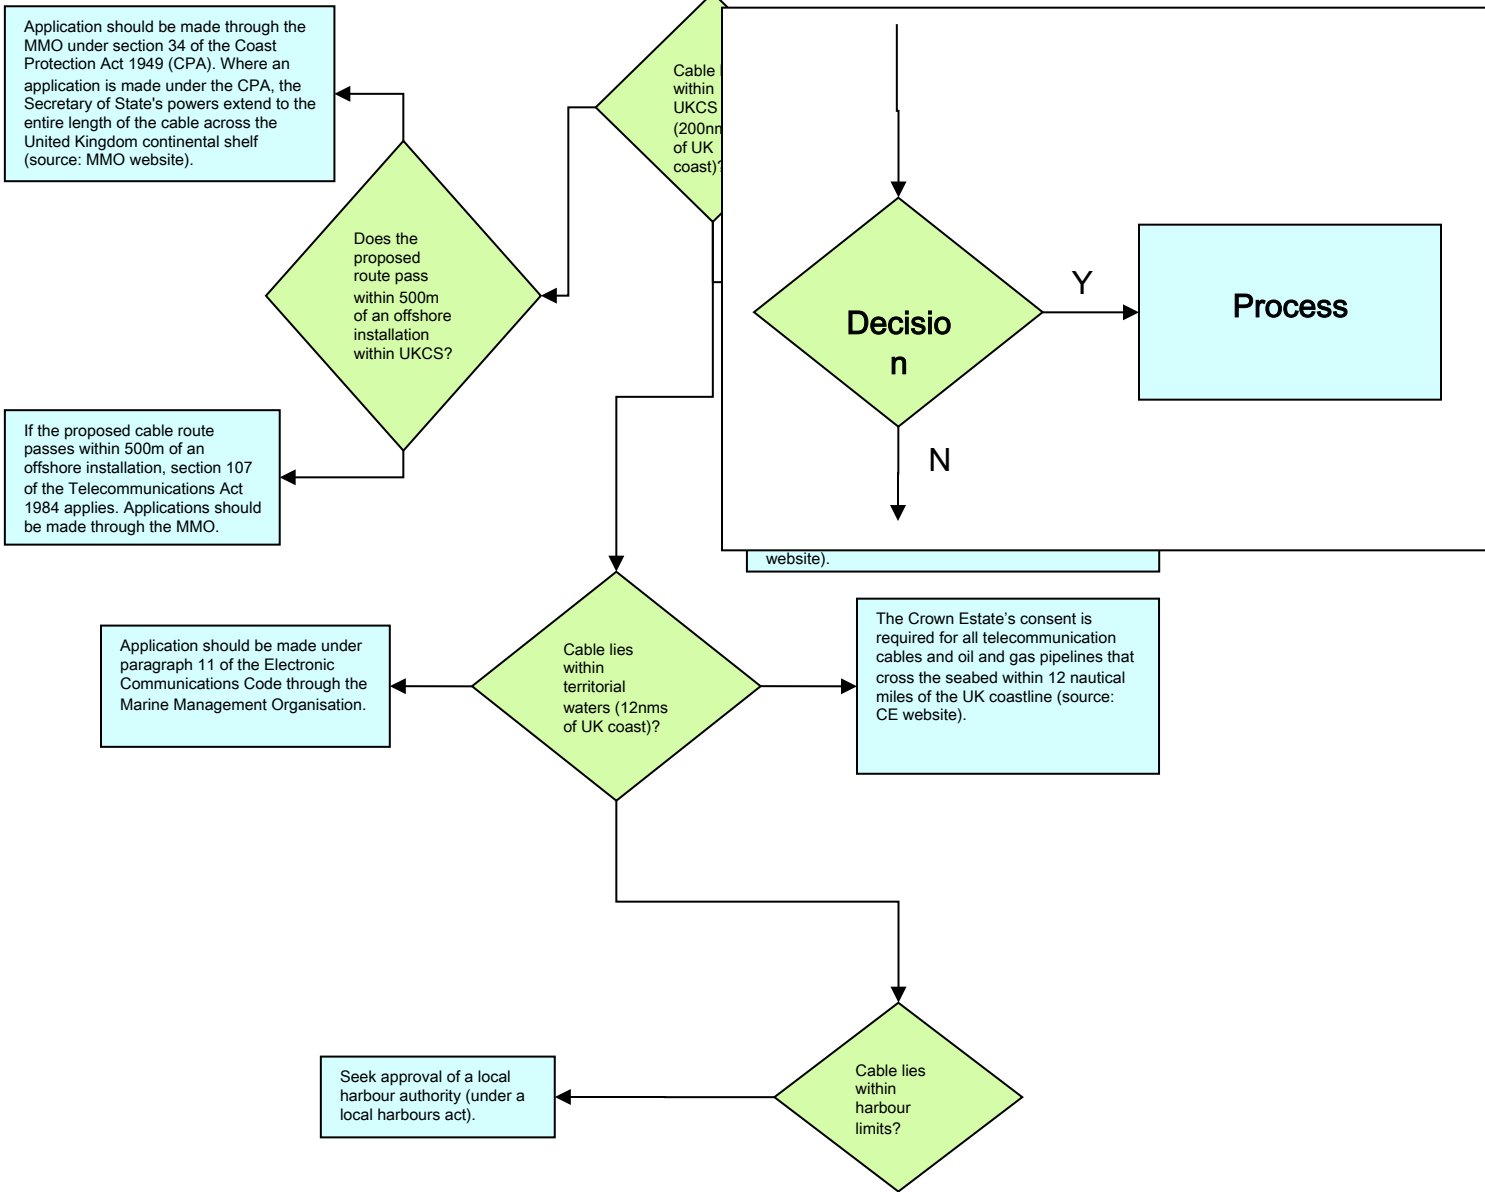 Application should be made through the
MMO under section 34 of the Coast
Protection Act 1949 (CPA). Where an
application is made under the CPA, the
Secretary of State's powers extend to the
entire length of the cable across the
United Kingdom continental shelf
(source: MMO website).
Cable
within
UKCS
(200nm
of UK
coast)?
Does the
proposed
route pass
within 500m
of an offshore
installation
within UKCS?
Decisio
n
Y
Process
N
If the proposed cable route
passes within 500m of an
offshore installation, section 107
of the Telecommunications Act
1984 applies. Applications should
be made through the MMO.
website).
Application should be made under
paragraph 11 of the Electronic
Communications Code through the
Marine Management Organisation.
Cable lies
within
territorial
waters (12nms
of UK coast)?
The Crown Estate’s consent is
required for all telecommunication
cables and oil and gas pipelines that
cross the seabed within 12 nautical
miles of the UK coastline (source:
CE website).
Seek approval of a local
harbour authority (under a
local harbours act).
Cable lies
within
harbour
limits?